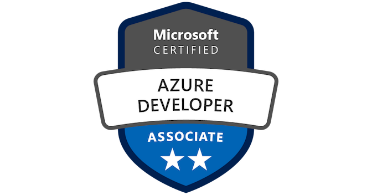 Microsoft
CERTIFIED
AZURE
DEVELOPER
ASSOCIATE